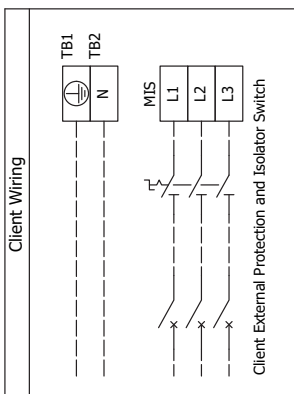 Client Wiring
TB1
TB2
N
MIS
L1
L2
L3
Client External Protection and Isolator Switch